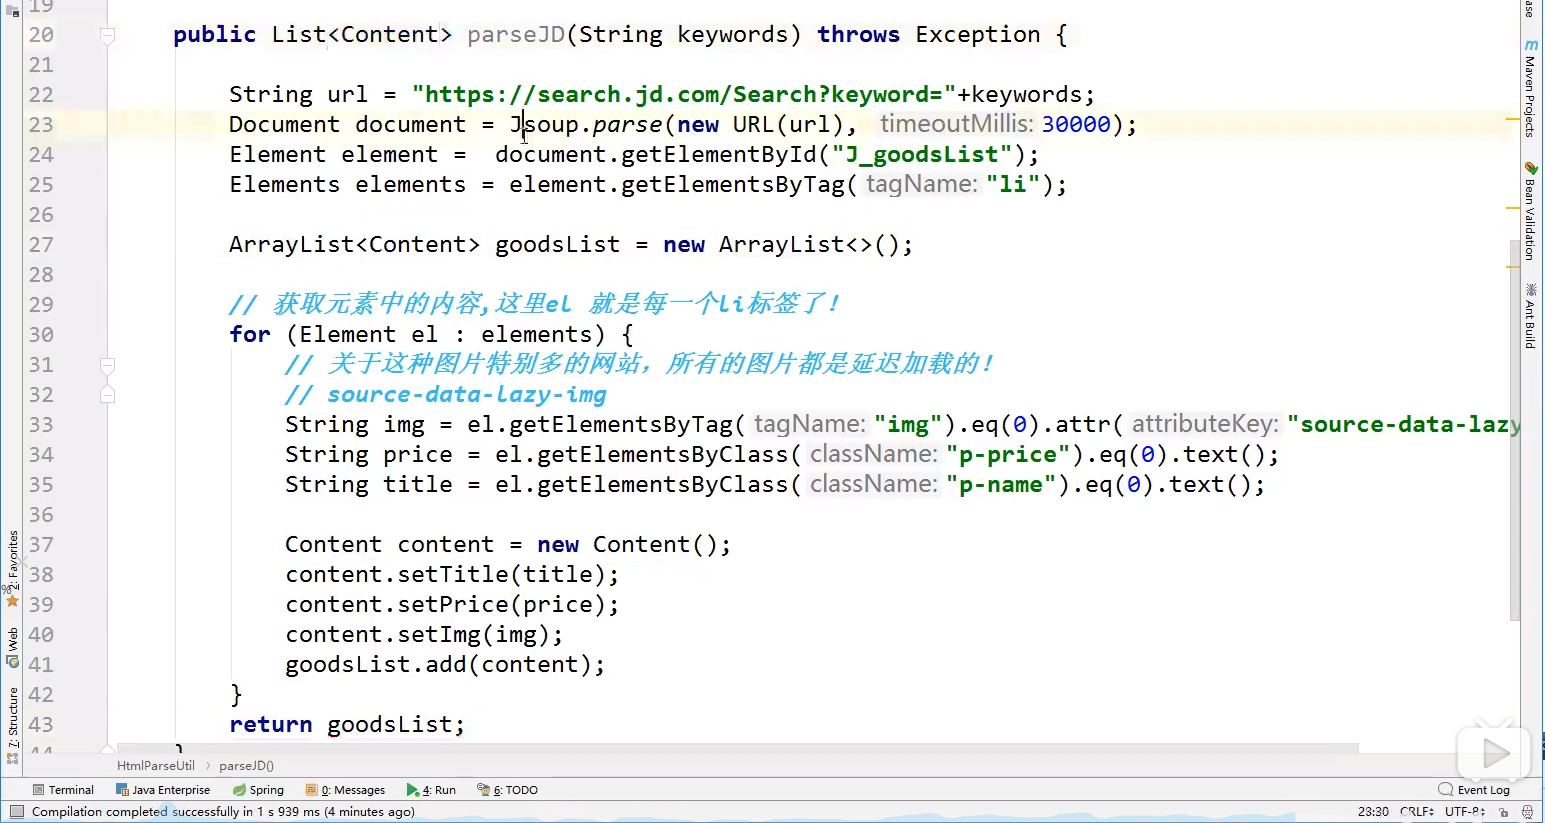 19
20 public List<Content> parseJD(String keywords) throws Exception {
21
22 String url = "https://search.jd.com/Search?keyword="+keywords;
23 Document document = Jsoup.parse(new URL(url), timeoutMillis: 30000);
24 Element element =  document.getElementById("J_goodsList");
25 Elements elements = element.getElementsByTag( tagName: "li");
26
27 ArrayList<Content> goodsList = new ArrayList<>();
28
29 // 获取元素中的内容,这里el 就是每一个li标签了!
30 for (Element el : elements) {
31 // 关于这种图片特别多的网站，所有的图片都是延迟加载的!
32 // source-data-lazy-img
33 String img = el.getElementsByTag( tagName: "img").eq(0).attr( attributeKey: "source-data-lazy
34 String price = el.getElementsByClass( className: "p-price").eq(0).text();
35 String title = el.getElementsByClass( className: "p-name").eq(0).text();
36
37 Content content = new Content();
38 content.setTitle(title);
39 content.setPrice(price);
40 content.setImg(img);
41 goodsList.add(content);
42 }
43 return goodsList;
44 }
HtmlParseUtil › parseJD()
Terminal Java Enterprise Spring 0: Messages 4: Run 6: TODO Event Log
Compilation completed successfully in 1 s 939 ms (4 minutes ago) 23:30 CRLF UTF-8
2: Favorites
Web
7: Structure
ase
Maven Projects
Bean Validation
Ant Build